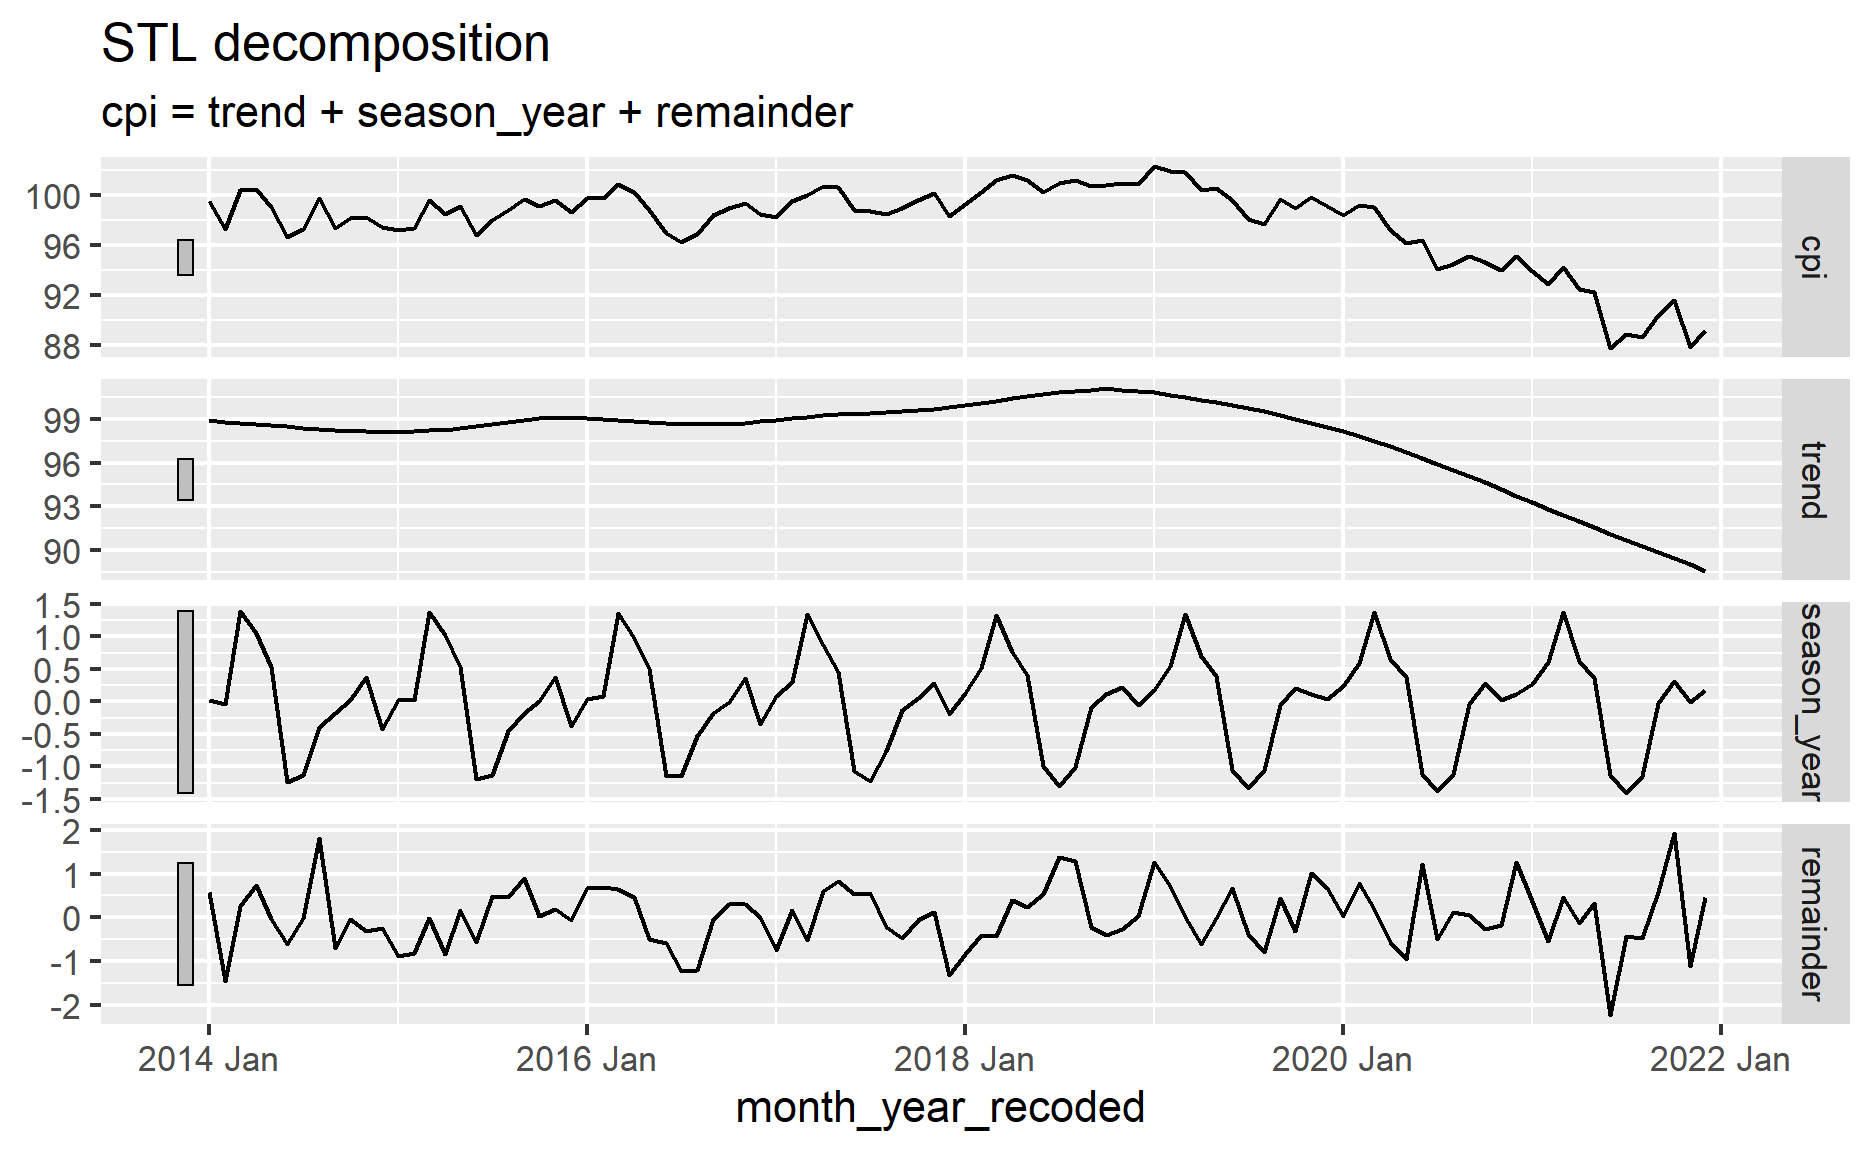 STL decomposition
cpi = trend + season_year + remainder
100
96
92
88
cpi
99
96
93
90
trend
1.5
1.0
0.5
0.0
-0.5
-1.0
-1.5
season_year
2
1
0
-1
-2
remainder
2014 Jan 2016 Jan 2018 Jan 2020 Jan 2022 Jan
month_year_recoded